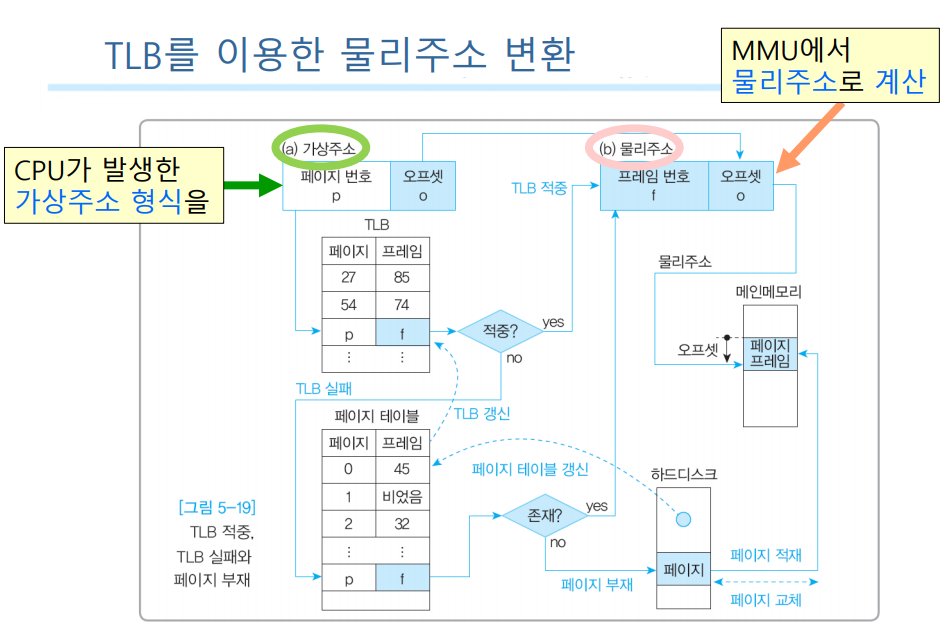 TLB를 이용한 물리주소 변환
MMU에서
물리주소로 계산
CPU가 발생한
가상주소 형식을
(a) 가상주소
페이지 번호
p
오프셋
o
(b) 물리주소
프레임 번호
f
오프셋
o
TLB 적중
TLB
페이지 프레임
27 85
54 74
p f
⋮ ⋮
적중?
yes
no
TLB 실패
TLB 갱신
물리주소
메인메모리
오프셋
페이지
프레임
페이지 테이블
페이지 프레임
0 45
1 비었음
2 32
⋮ ⋮
p f
페이지 테이블 갱신
존재?
yes
no
페이지 부재
하드디스크
페이지
페이지 적재
페이지 교체
[그림 5-19]
TLB 적중,
TLB 실패와
페이지 부재